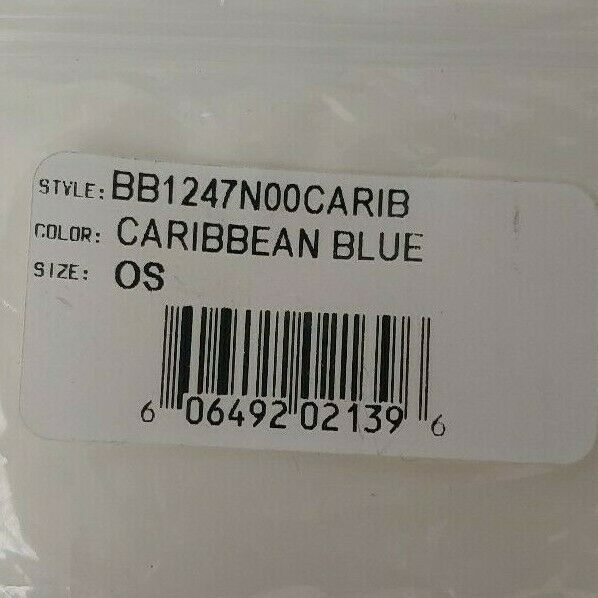 STYLE: BB1247N00CARIB
COLOR: CARIBBEAN BLUE
SIZE: OS
6 06492 02139 6